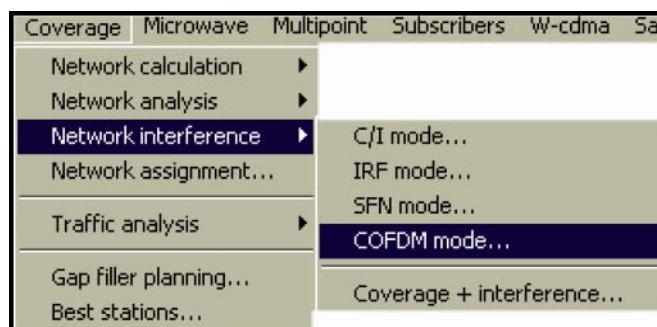 Coverage Microwave Multipoint Subscribers W-cdma
Network calculation
Network analysis
Network interference
Network assignment...
Traffic analysis
Gap filler planning...
Best stations...
C/I mode...
IRF mode...
SFN mode...
COFDM mode...
Coverage + interference...